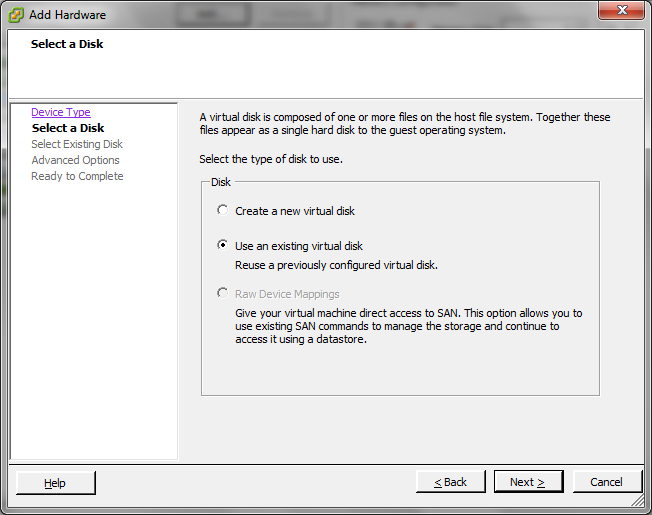 Add Hardware
Select a Disk
Device Type
Select a Disk
Select Existing Disk
Advanced Options
Ready to Complete
A virtual disk is composed of one or more files on the host file system. Together these
files appear as a single hard disk to the guest operating system.
Select the type of disk to use.
Disk
Create a new virtual disk
Use an existing virtual disk
Reuse a previously configured virtual disk.
Raw Device Mappings
Give your virtual machine direct access to SAN. This option allows you to
use existing SAN commands to manage the storage and continue to
access it using a datastore.
Help
< Back
Next >
Cancel